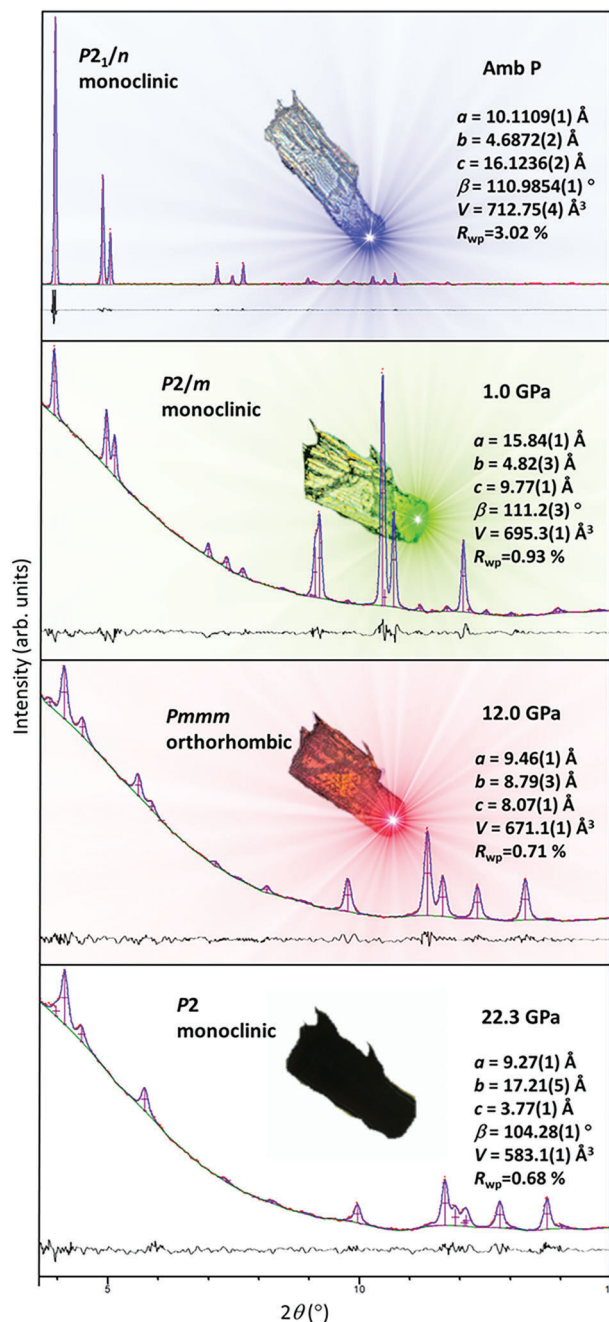 P2₁/n
monoclinic
Amb P
a = 10.1109(1) Å
b = 4.6872(2) Å
c = 16.1236(2) Å
β = 110.9854(1) °
V = 712.75(4) Å³
Rwp=3.02 %
P2/m
monoclinic
1.0 GPa
a = 15.84(1) Å
b = 4.82(3) Å
c = 9.77(1) Å
β = 111.2(3) °
V = 695.3(1) Å³
Rwp=0.93 %
Intensity (arb. units)
Pmmm
orthorhombic
12.0 GPa
a = 9.46(1) Å
b = 8.79(3) Å
c = 8.07(1) Å
V = 671.1(1) Å³
Rwp=0.71 %
P2
monoclinic
22.3 GPa
a = 9.27(1) Å
b = 17.21(5) Å
c = 3.77(1) Å
β = 104.28(1) °
V = 583.1(1) Å³
Rwp=0.68 %
5 10
2θ (°)